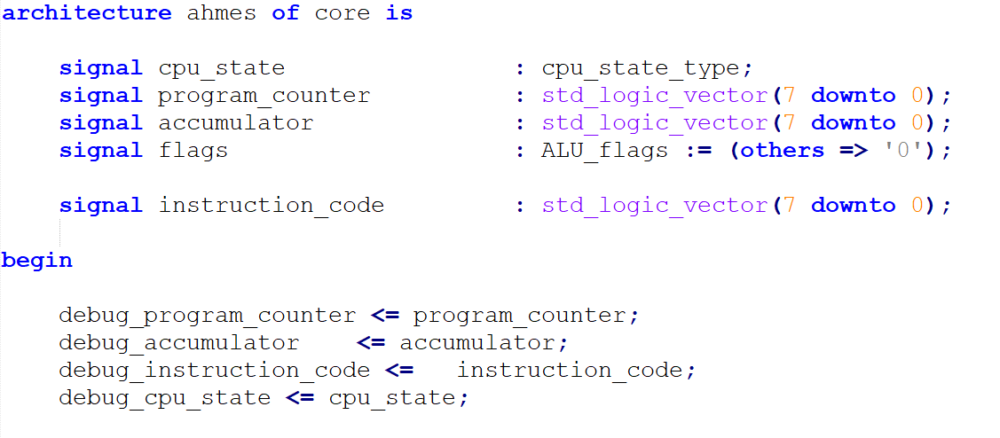 architecture ahmes of core is
signal cpu_state : cpu_state_type;
signal program_counter : std_logic_vector(7 downto 0);
signal accumulator : std_logic_vector(7 downto 0);
signal flags : ALU_flags := (others => '0');
signal instruction_code : std_logic_vector(7 downto 0);
begin
debug_program_counter <= program_counter;
debug_accumulator <= accumulator;
debug_instruction_code <= instruction_code;
debug_cpu_state <= cpu_state;